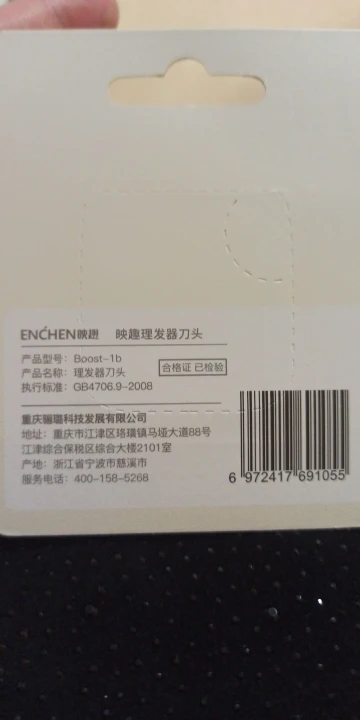 ENCHEN映趣 映趣理发器刀头
产品型号：Boost-1b
产品名称：理发器刀头
合格证 已检验
执行标准：GB4706.9-2008
重庆骊璐科技发展有限公司
地址：重庆市江津区珞璜镇马垭大道88号
江津综合保税区综合大楼2101室
产地：浙江省宁波市慈溪市
服务电话：400-158-5268
6 972417 691055